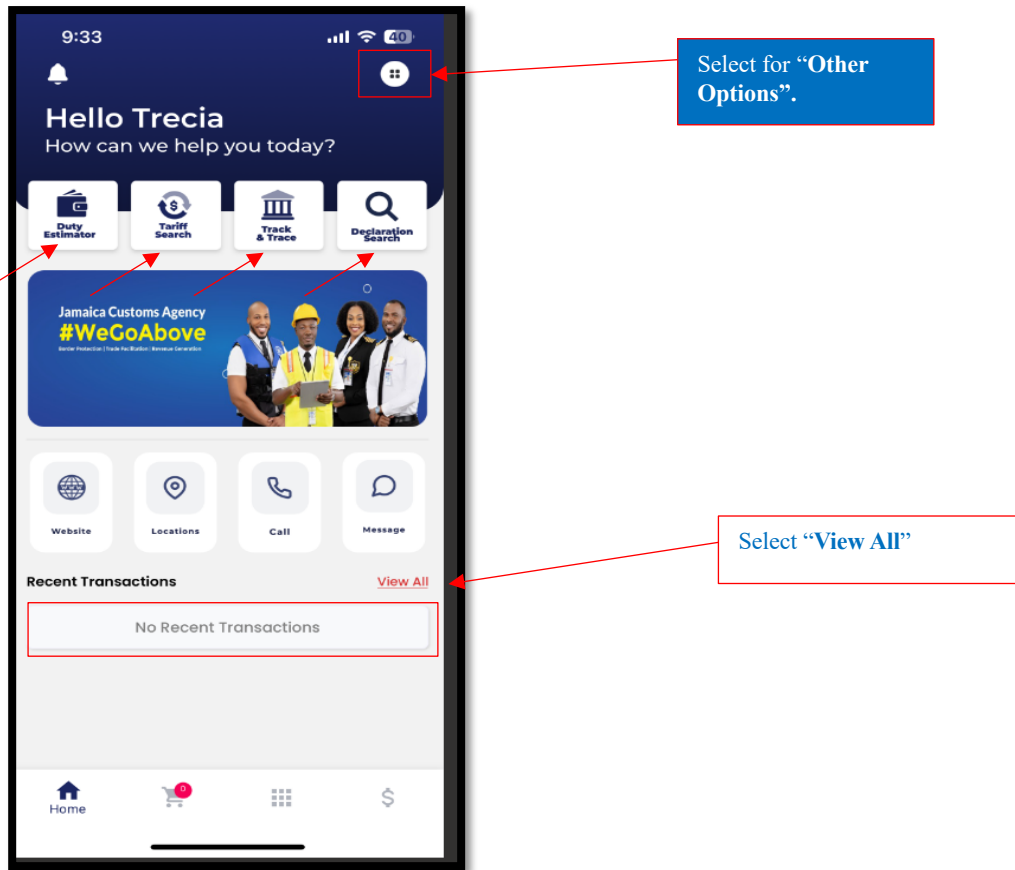 9:33
40
Select for “Other
Options”.
Hello Trecia
How can we help you today?
Duty
Estimator
Tariff
Search
Track
& Trace
Declaration
Search
Jamaica Customs Agency
#WeGoAbove
Border Protection | Trade Facilitation | Revenue Generation
Website
Locations
Call
Message
Select “View All”
Recent Transactions
View All
No Recent Transactions
0
Home